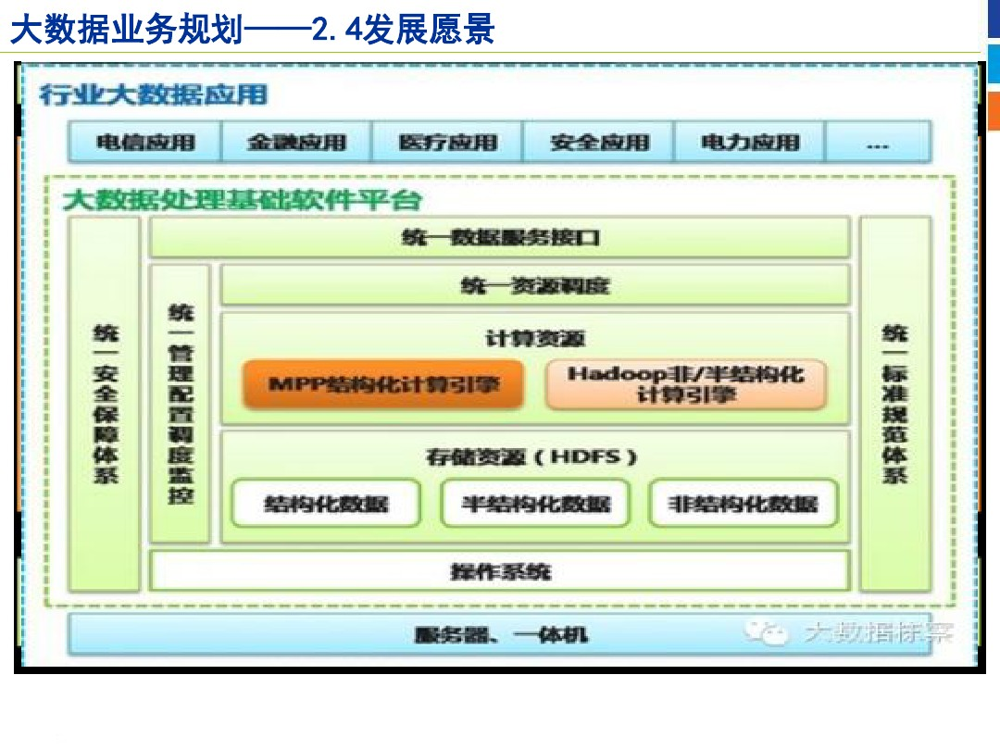 大数据业务规划——2.4发展愿景
行业大数据应用
电信应用
金融应用
医疗应用
安全应用
电力应用
...
大数据处理基础软件平台
统一安全保障体系
统一数据服务接口
统一管理配置调度监控
统一资源调度
计算资源
MPP结构化计算引擎
Hadoop非/半结构化
计算引擎
存储资源（HDFS）
结构化数据
半结构化数据
非结构化数据
操作系统
统一标准规范体系
服务器、一体机
大数据探案